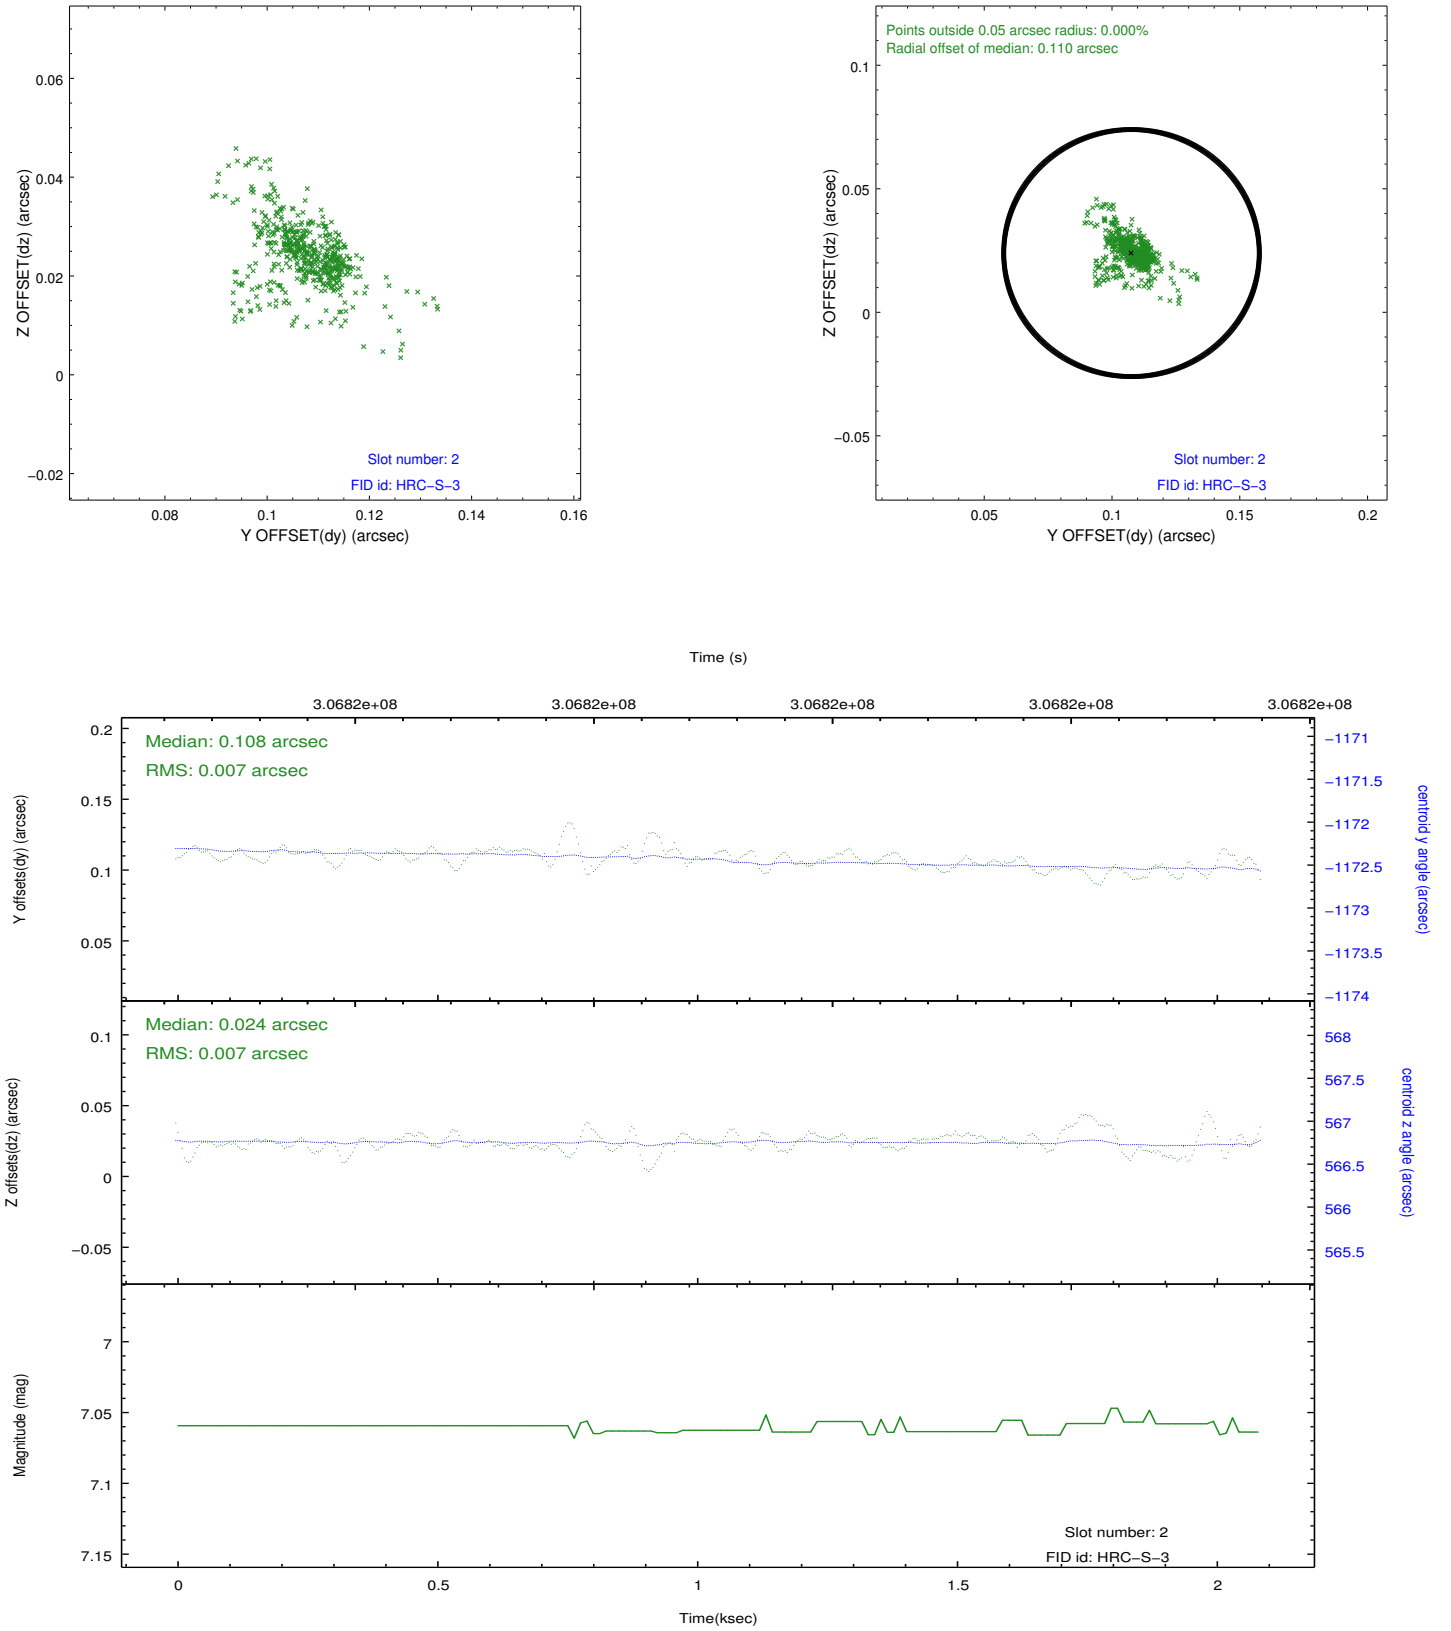 0.06
0.04
0.02
0
−0.02
Z OFFSET(dz) (arcsec)
0.08
0.1
0.12
0.14
0.16
Y OFFSET(dy) (arcsec)
Slot number: 2
FID id: HRC−S−3
Points outside 0.05 arcsec radius: 0.000%
Radial offset of median: 0.110 arcsec
0.1
0.05
0
−0.05
Z OFFSET(dz) (arcsec)
0.05
0.1
0.15
0.2
Y OFFSET(dy) (arcsec)
Slot number: 2
FID id: HRC−S−3
Time (s)
3.0682e+08
3.0682e+08
3.0682e+08
3.0682e+08
3.0682e+08
Median: 0.108 arcsec
RMS: 0.007 arcsec
0.2
0.15
0.1
0.05
Y offsets(dy) (arcsec)
−1171
−1171.5
−1172
−1172.5
−1173
−1173.5
−1174
centroid y angle (arcsec)
Median: 0.024 arcsec
RMS: 0.007 arcsec
0.1
0.05
0
−0.05
Z offsets(dz) (arcsec)
568
567.5
567
566.5
566
565.5
centroid z angle (arcsec)
7
7.05
7.1
7.15
Magnitude (mag)
Slot number: 2
FID id: HRC−S−3
0
0.5
1
1.5
2
Time(ksec)